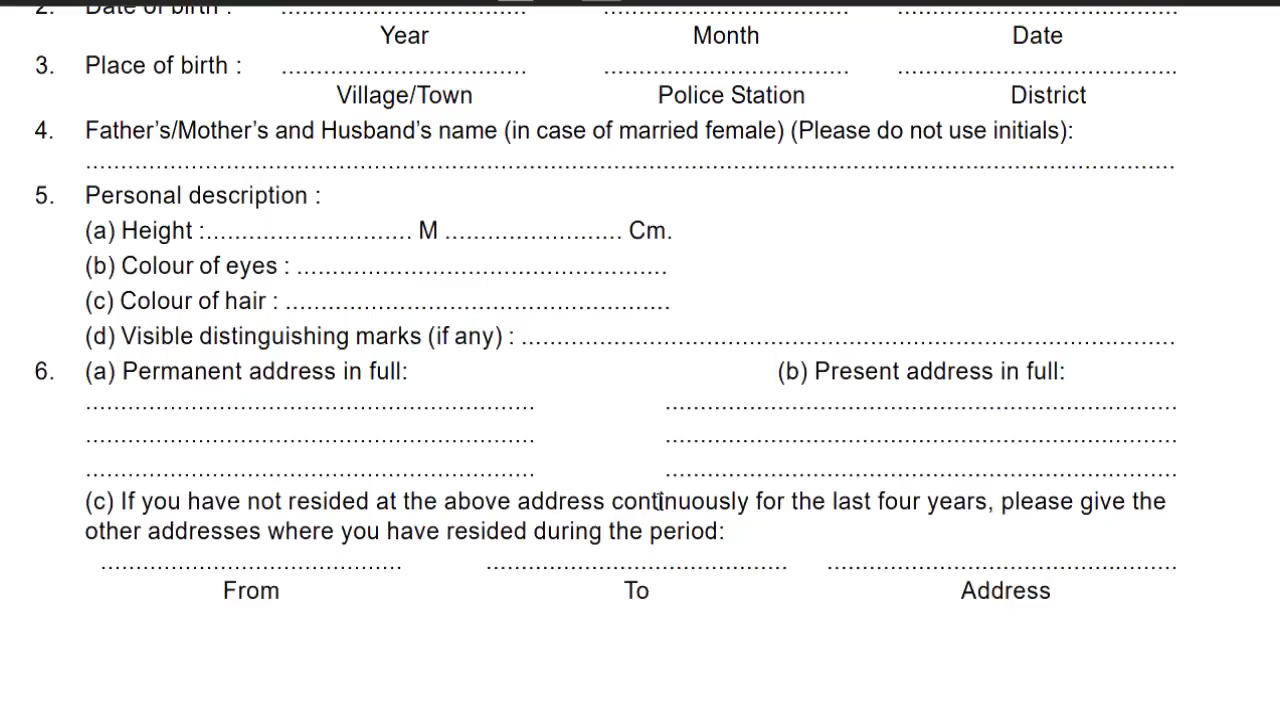 2. Date of birth : ............................................................................................
Year Month Date
3. Place of birth : ............................................................................................
Village/Town Police Station District
4. Father’s/Mother’s and Husband’s name (in case of married female) (Please do not use initials):
............................................................................................
5. Personal description :
(a) Height :............................. M ......................... Cm.
(b) Colour of eyes : ....................................................
(c) Colour of hair : ......................................................
(d) Visible distinguishing marks (if any) : ............................................................................................
6. (a) Permanent address in full: (b) Present address in full:
............................................................... ........................................................................
............................................................... ........................................................................
............................................................... ........................................................................
(c) If you have not resided at the above address continuously for the last four years, please give the
other addresses where you have resided during the period:
.......................................... .......................................... .................................................
From To Address